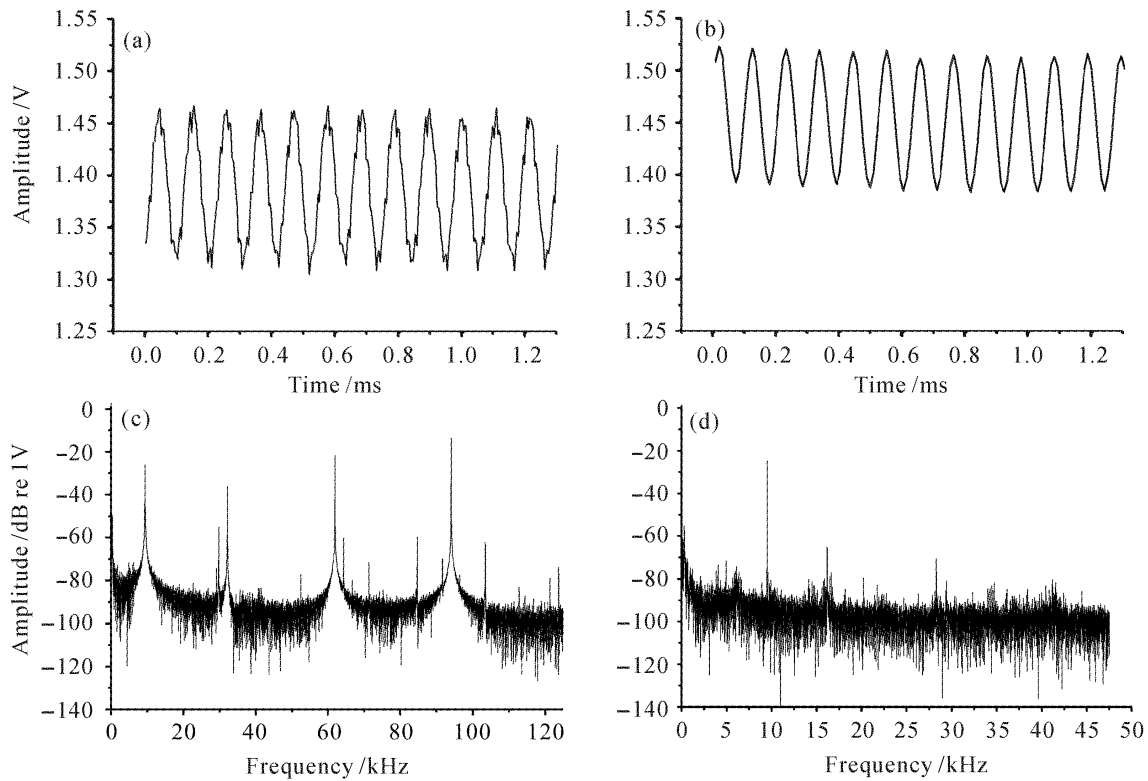 (a)
1.55
1.50
1.45
1.40
1.35
1.30
1.25
Amplitude /V
0.0 0.2 0.4 0.6 0.8 1.0 1.2
Time /ms
(b)
1.55
1.50
1.45
1.40
1.35
1.30
1.25
0.0 0.2 0.4 0.6 0.8 1.0 1.2
Time /ms
(c)
0
−20
−40
−60
−80
−100
−120
−140
Amplitude /dB re 1V
0 20 40 60 80 100 120
Frequency /kHz
(d)
0
−20
−40
−60
−80
−100
−120
−140
0 5 10 15 20 25 30 35 40 45 50
Frequency /kHz